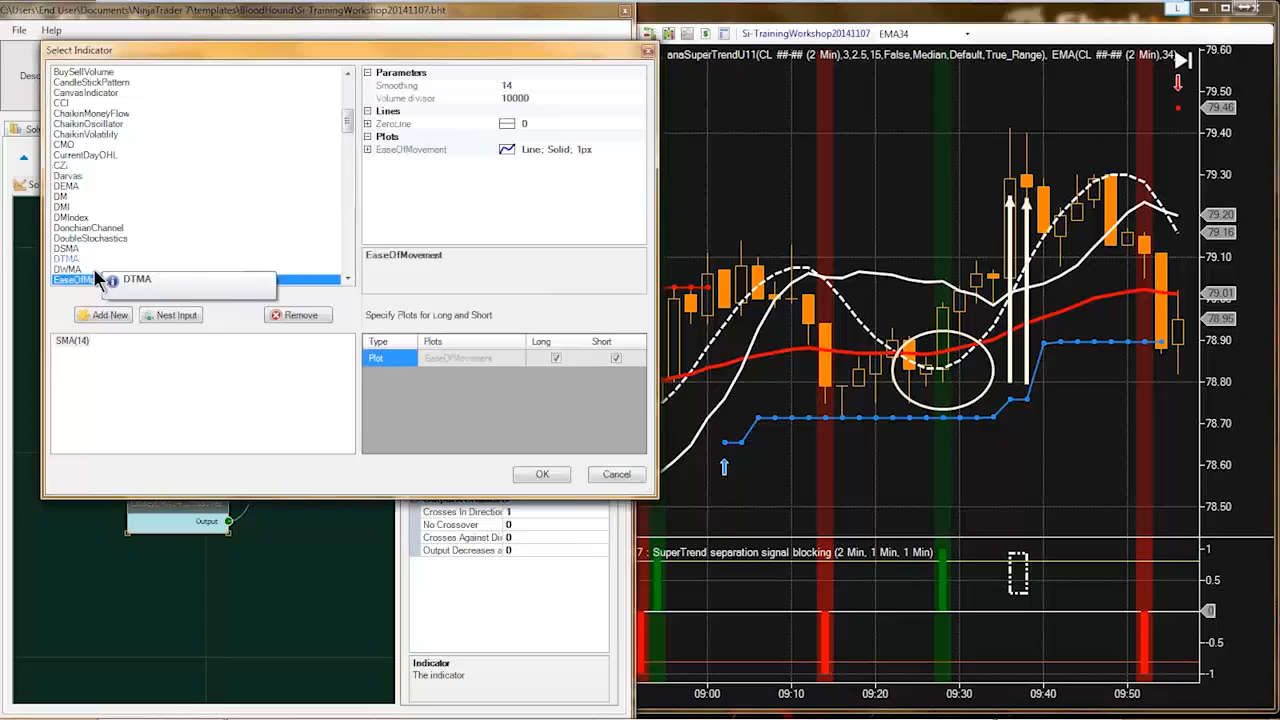 C:\Users\End User\Documents\NinjaTrader 7\templates\BloodHound\Si-TrainingWorkshop20141107.bht
File Help
Select Indicator
Desc
Solv
So
BuySellVolume
CandleStickPattern
CanvasIndicator
CCI
ChaikinMoneyFlow
ChaikinOscillator
ChaikinVolatility
CMO
CurrentDayOHL
CZI
Darvas
DEMA
DM
DMI
DMIndex
DonchianChannel
DoubleStochastics
DSMA
DTMA
DWMA
EaseOfMo
DTMA
Parameters
Smoothing 14
Volume divisor 10000
Lines
ZeroLine 0
Plots
EaseOfMovement Line; Solid; 1px
EaseOfMovement
Add New Nest Input Remove
SMA(14)
Specify Plots for Long and Short
Type Plots Long Short
Plot EaseOfMovement
OK Cancel
Output
Crosses In Direction 1
No Crossover 0
Crosses Against Di 0
Output Decreases a 0
Indicator
The indicator
L
Si-TrainingWorkshop20141107 EMA34
anaSuperTrendU11(CL ##-## (2 Min),3,2.5,15,False,Median,Default,True_Range), EMA(CL ##-## (2 Min),34)
79.60
79.50
79.46
79.40
79.30
79.20
79.16
79.10
79.01
78.95
78.90
78.80
78.70
78.60
78.50
7 : SuperTrend separation signal blocking (2 Min, 1 Min, 1 Min)
1
0.5
0
-0.5
-1
09:00 09:10 09:20 09:30 09:40 09:50